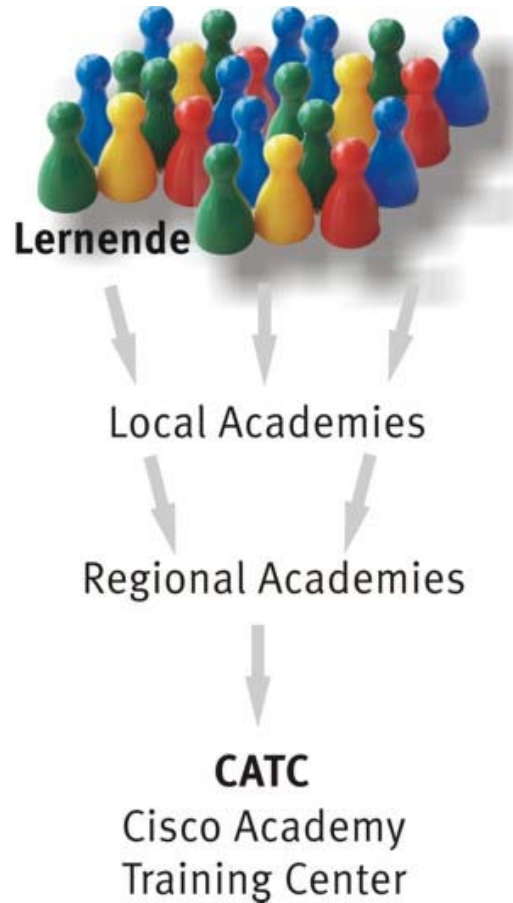 Lernende
Local Academies
Regional Academies
CATC
Cisco Academy
Training Center